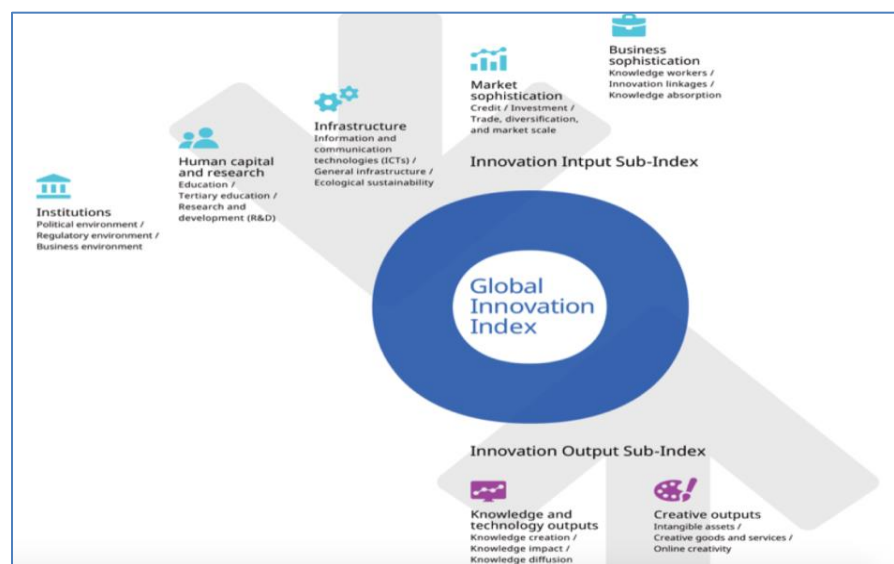 Business
sophistication
Knowledge workers /
Innovation linkages /
Knowledge absorption
Market
sophistication
Credit / Investment /
Trade, diversification,
and market scale
Infrastructure
Information and
communication
technologies (ICTs) /
General infrastructure /
Ecological sustainability
Human capital
and research
Education /
Tertiary education /
Research and
development (R&D)
Institutions
Political environment /
Regulatory environment /
Business environment
Innovation Intput Sub-Index
Global
Innovation
Index
Innovation Output Sub-Index
Knowledge and
technology outputs
Knowledge creation /
Knowledge impact /
Knowledge diffusion
Creative outputs
Intangible assets /
Creative goods and services /
Online creativity